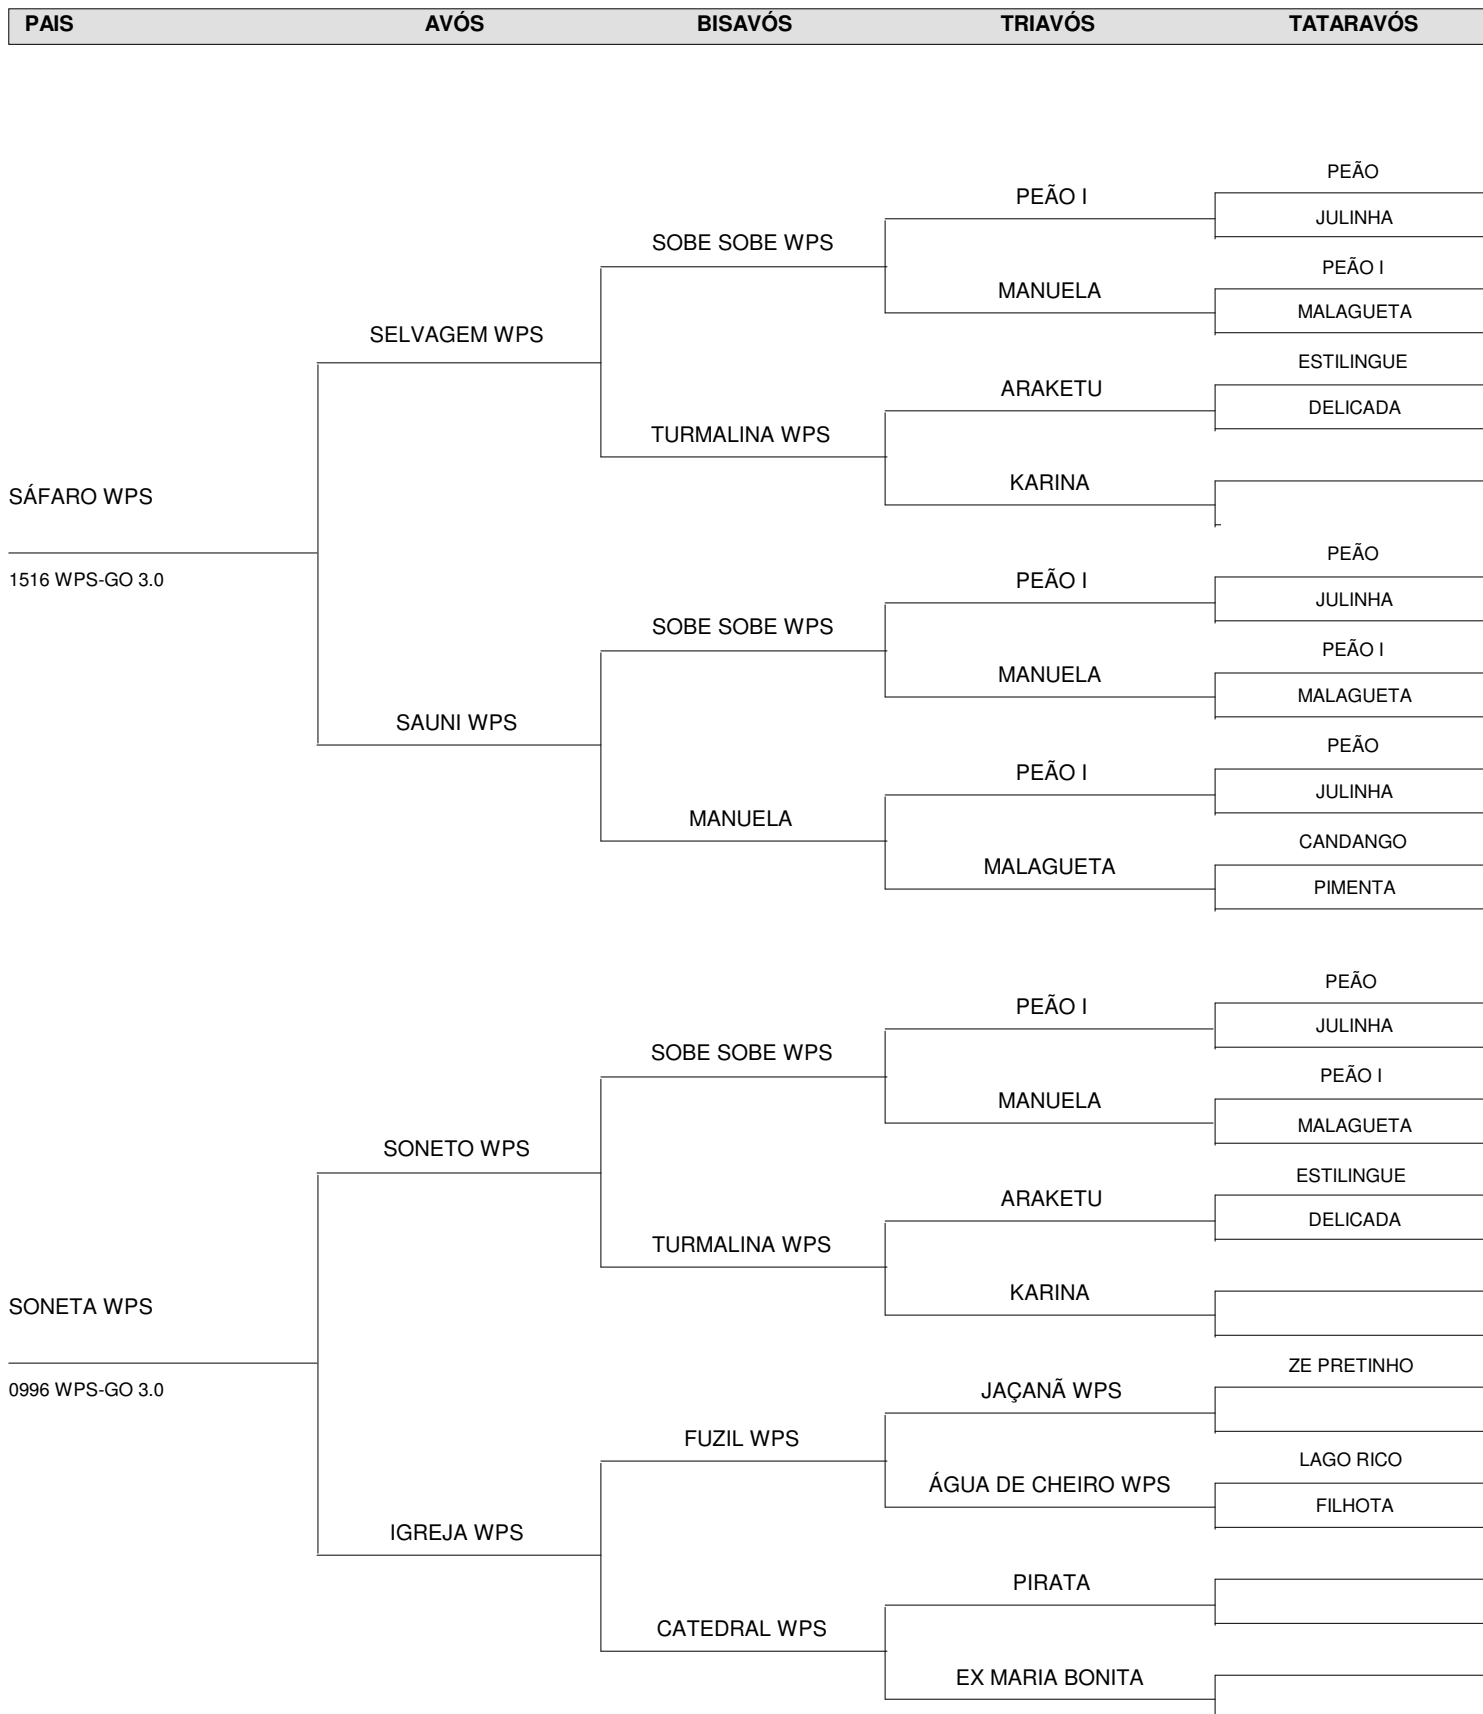 PAIS AVÓS BISAVÓS TRIAVÓS TATARAVÓS
PEÃO
PEÃO I
JULINHA
SOBE SOBE WPS
PEÃO I
MANUELA
MALAGUETA
SELVAGEM WPS
ESTILINGUE
ARAKETU
DELICADA
TURMALINA WPS
KARINA
SÁFARO WPS
PEÃO
1516 WPS-GO 3.0
PEÃO I
JULINHA
SOBE SOBE WPS
PEÃO I
MANUELA
MALAGUETA
SAUNI WPS
PEÃO
PEÃO I
JULINHA
MANUELA
CANDANGO
MALAGUETA
PIMENTA
PEÃO
PEÃO I
JULINHA
SOBE SOBE WPS
PEÃO I
MANUELA
MALAGUETA
SONETO WPS
ESTILINGUE
ARAKETU
DELICADA
TURMALINA WPS
KARINA
SONETA WPS
ZE PRETINHO
0996 WPS-GO 3.0
JAÇANÃ WPS
FUZIL WPS
LAGO RICO
ÁGUA DE CHEIRO WPS
FILHOTA
IGREJA WPS
PIRATA
CATEDRAL WPS
EX MARIA BONITA